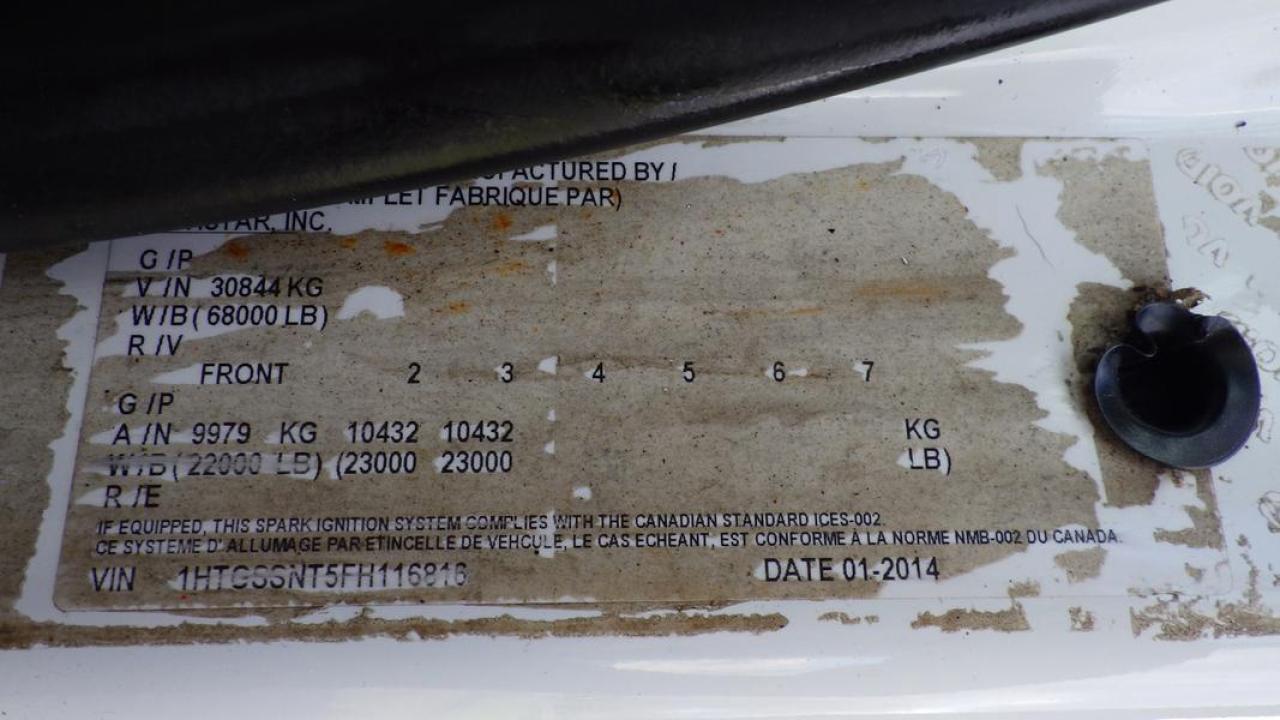 FACTURED BY /
MPLET FABRIQUE PAR)
STAR, INC.
G/P
V/N 30844 KG
W/B (68000 LB)
R/V
FRONT 2 3 4 5 6 7
G/P
A/N 9979 KG 10432 10432 KG
W/B (22000 LB) (23000 23000 LB)
R/E
IF EQUIPPED, THIS SPARK IGNITION SYSTEM COMPLIES WITH THE CANADIAN STANDARD ICES-002.
CE SYSTEME D'ALLUMAGE PAR ETINCELLE DE VEHCULE, LE CAS ECHEANT, EST CONFORME À LA NORME NMB-002 DU CANADA.
VIN 1HTGSSNT5FH116816 DATE 01-2014